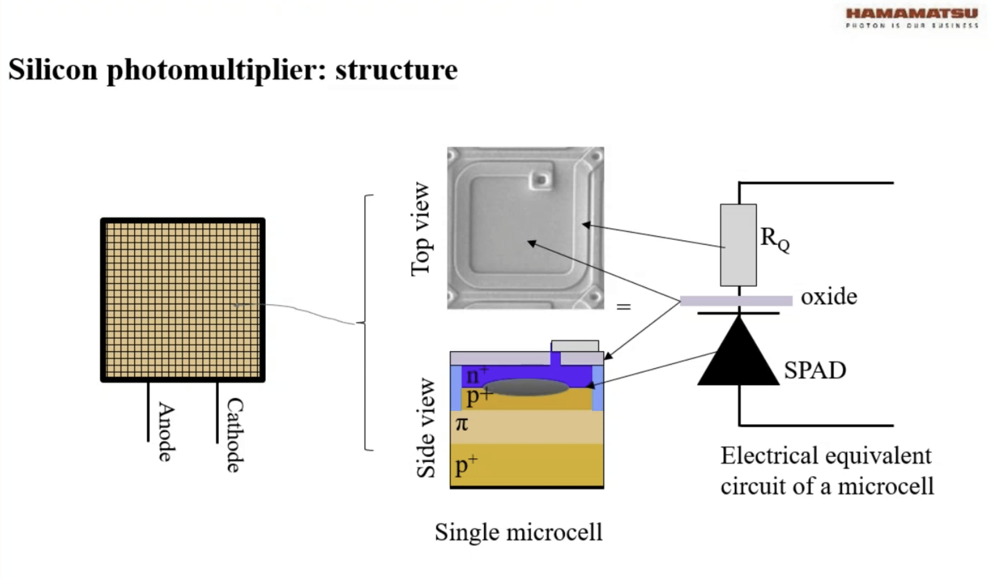 HAMAMATSU
PHOTON IS OUR BUSINESS
Silicon photomultiplier: structure
Anode
Cathode
Top view
Side view
n⁺
p+
π
p⁺
Single microcell
=
R_Q
oxide
SPAD
Electrical equivalent
circuit of a microcell